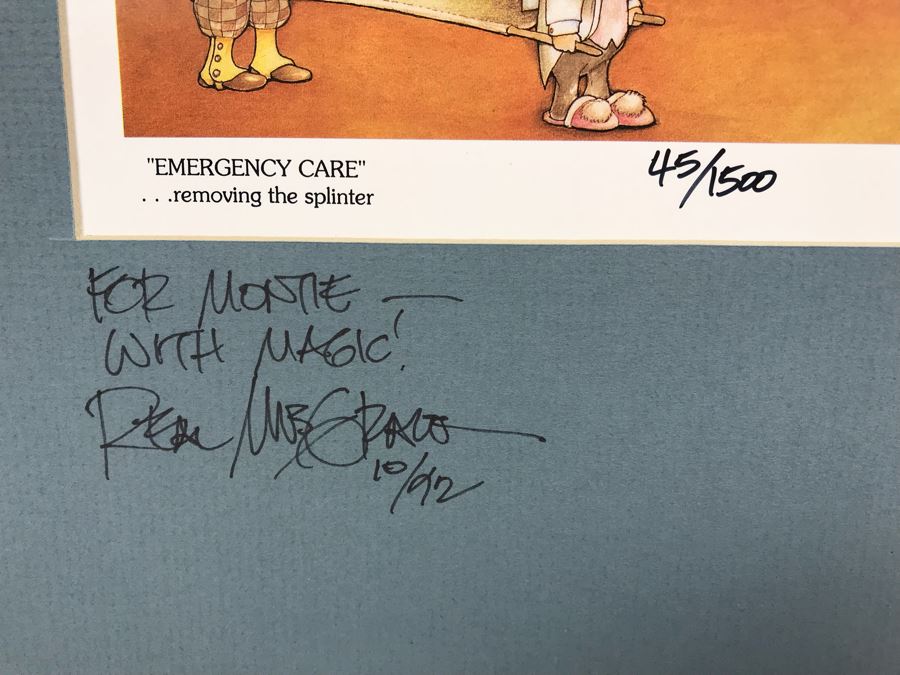 "EMERGENCY CARE"
. . .removing the splinter
45/1500
FOR MONTIE —
WITH MAGIC!
10/92